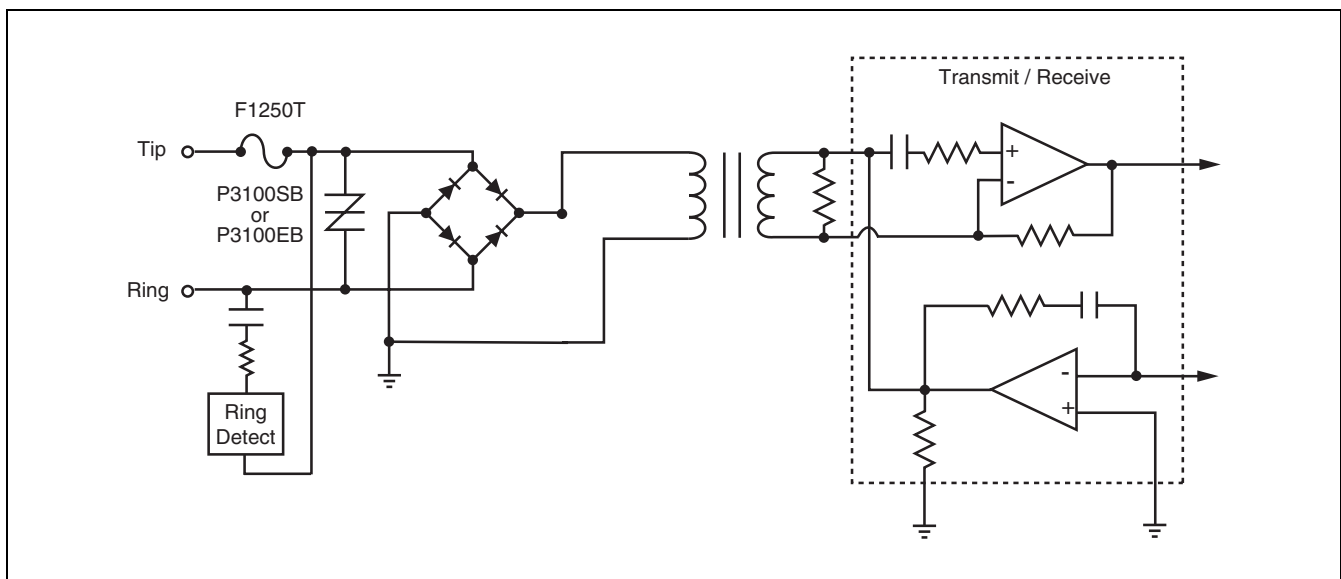 Transmit / Receive
F1250T
Tip
P3100SB
or
P3100EB
+
-
Ring
-
+
Ring
Detect